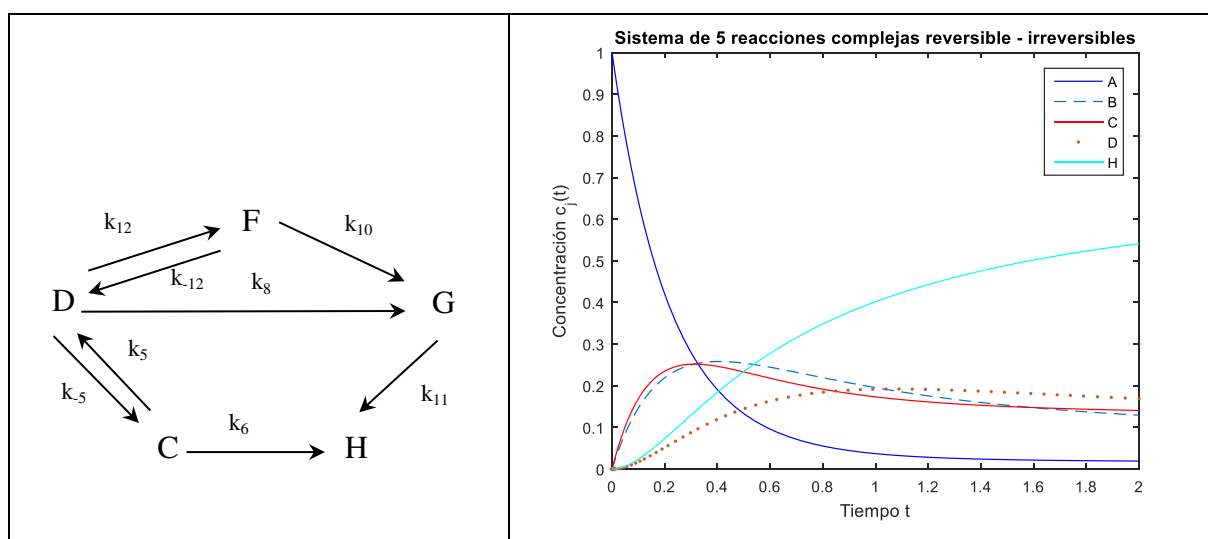 F
k12
k10
k-12
k8
D
G
k5
k-5
k11
k6
C
H
Sistema de 5 reacciones complejas reversible - irreversibles
A
B
C
D
H
Concentración cj(t)
1
0.9
0.8
0.7
0.6
0.5
0.4
0.3
0.2
0.1
0
0 0.2 0.4 0.6 0.8 1 1.2 1.4 1.6 1.8 2
Tiempo t